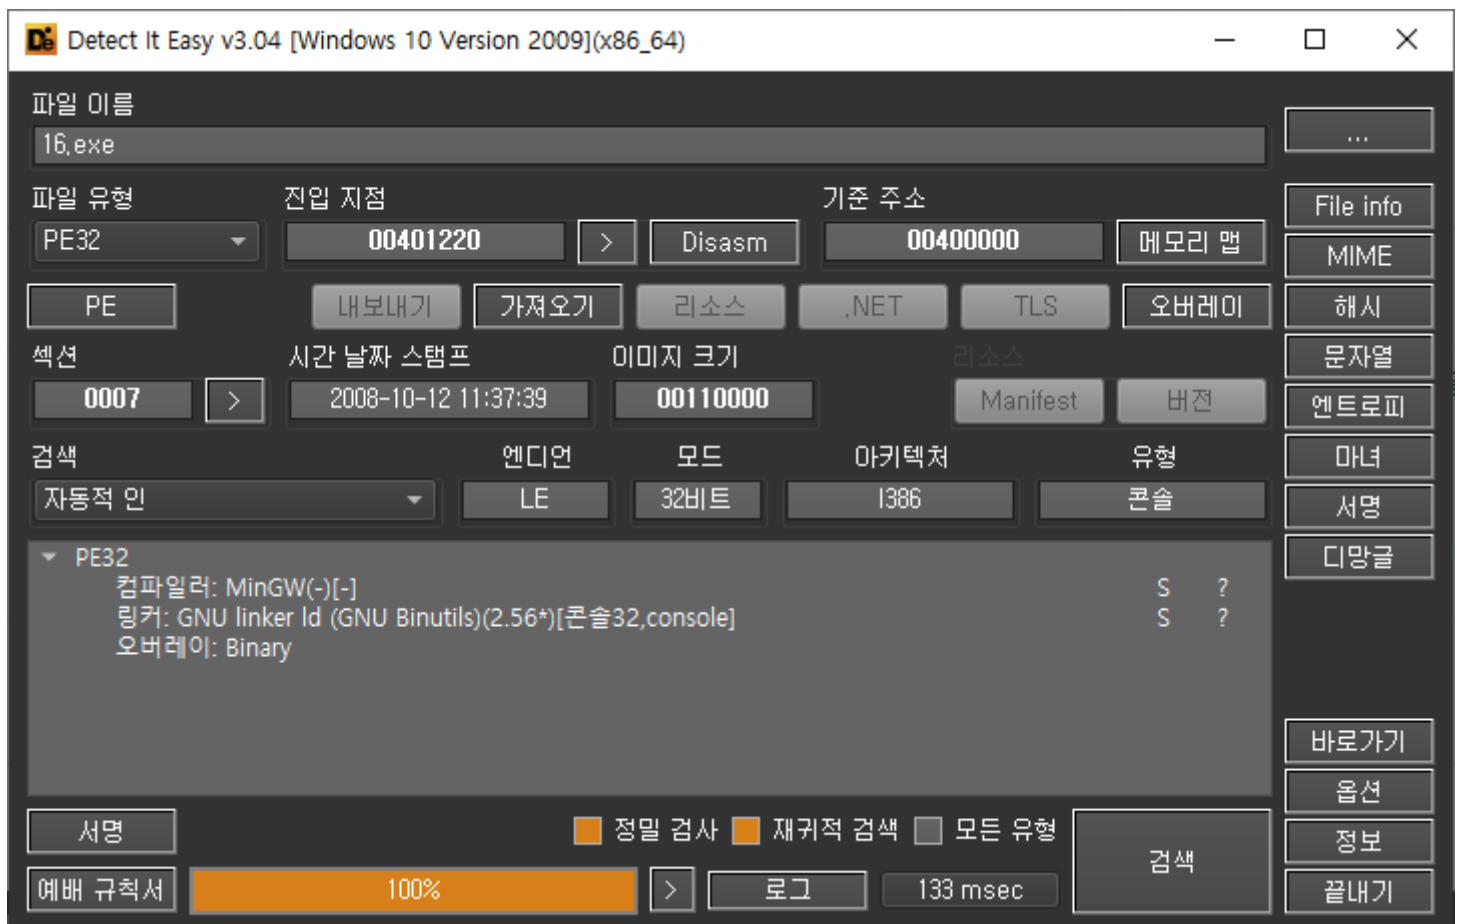 Detect It Easy v3.04 [Windows 10 Version 2009](x86_64)
파일 이름
16.exe
...
파일 유형 진입 지점 기준 주소
PE32 00401220 > Disasm 00400000 메모리 맵
File info
MIME
PE 내보내기 가져오기 리소스 .NET TLS 오버레이 해시
섹션 시간 날짜 스탬프 이미지 크기 리소스 문자열
0007 > 2008-10-12 11:37:39 00110000 Manifest 버전 엔트로피
검색 엔디언 모드 아키텍처 유형 마녀
자동적 인 LE 32비트 I386 콘솔 서명
디망글
PE32
컴파일러: MinGW(-)[-] S ?
링커: GNU linker ld (GNU Binutils)(2.56*)[콘솔32,console] S ?
오버레이: Binary
바로가기
옵션
서명 정밀 검사 재귀적 검색 모든 유형 검색 정보
예배 규칙서 100% > 로그 133 msec 끝내기